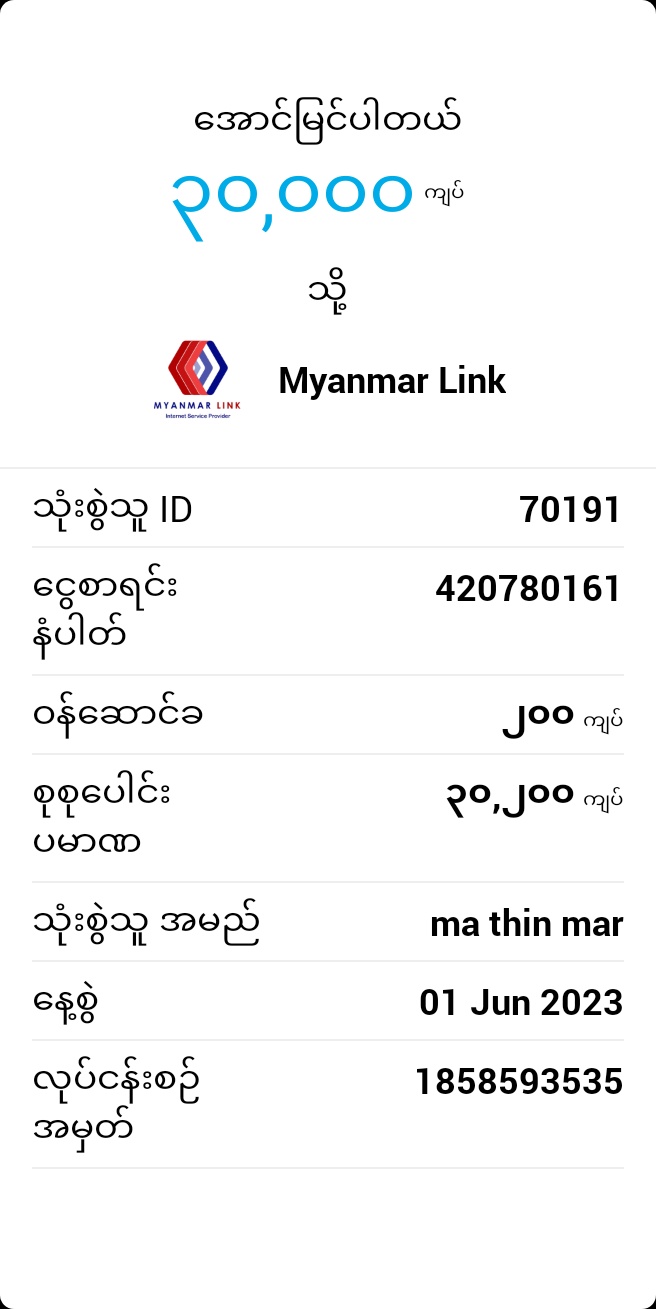 အောင်မြင်ပါတယ်
၃၀,၀၀၀ ကျပ်
သို့
MYANMAR LINK
Internet Service Provider
Myanmar Link
သုံးစွဲသူ ID 70191
ငွေစာရင်း 420780161
နံပါတ်
ဝန်ဆောင်ခ ၂၀၀ ကျပ်
စုစုပေါင်း ၃၀,၂၀၀ ကျပ်
ပမာဏ
သုံးစွဲသူ အမည် ma thin mar
နေ့စွဲ 01 Jun 2023
လုပ်ငန်းစဉ် 1858593535
အမှတ်